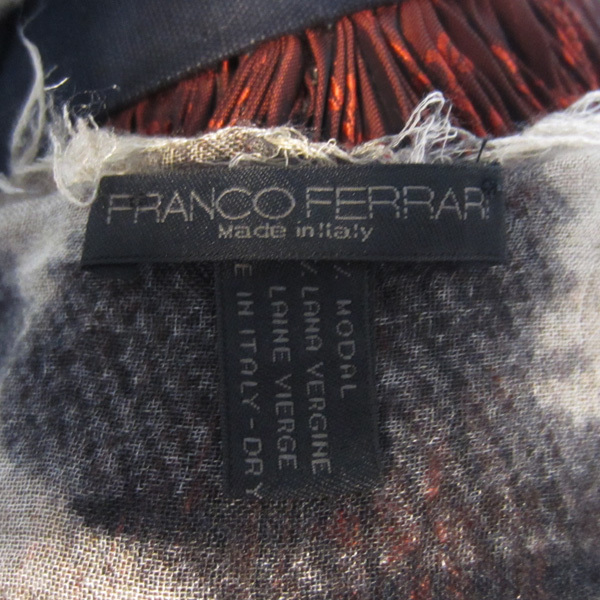 FRANCO FERRARI
Made in Italy
% MODAL
% LANA VERGINE
LAINE VIERGE
E IN ITALY - DRY